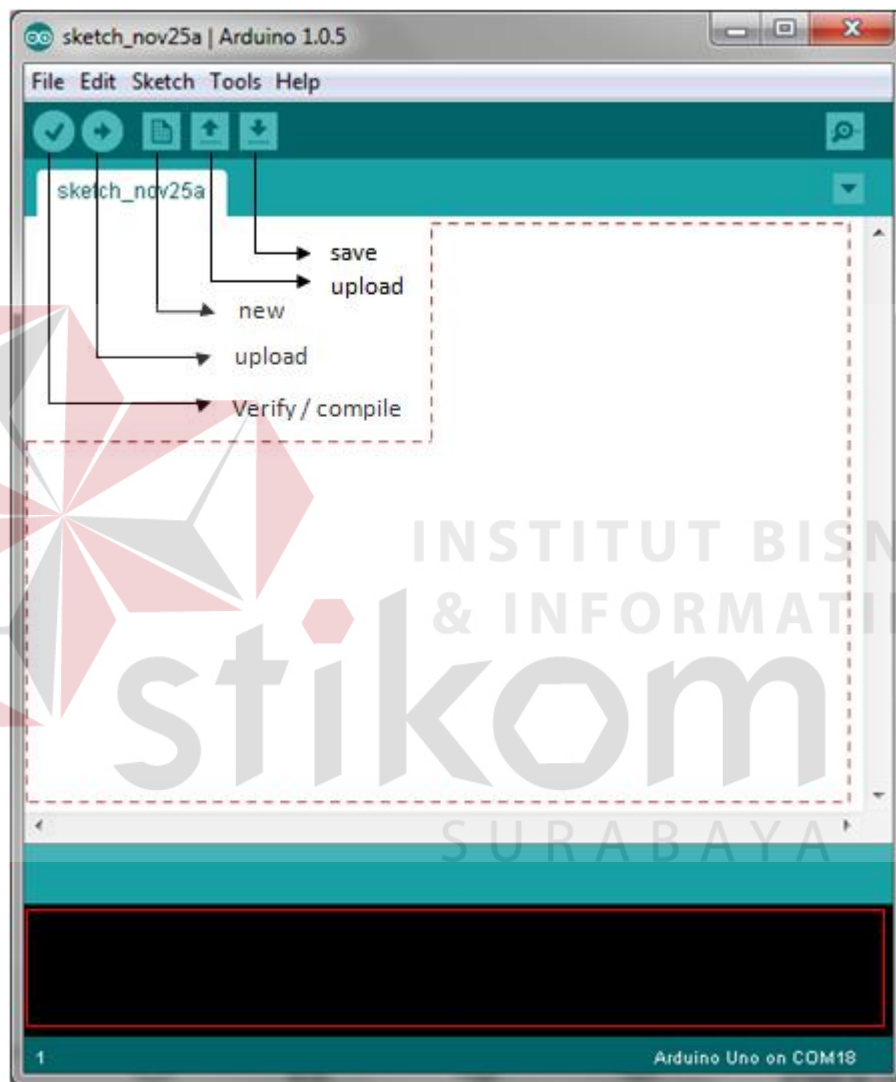 sketch_nov25a | Arduino 1.0.5
File Edit Sketch Tools Help
sketch_nov25a
save
upload
new
upload
Verify / compile
INSTITUT BISN
& INFORMATI
stikom
SURABAYA
1
Arduino Uno on COM18